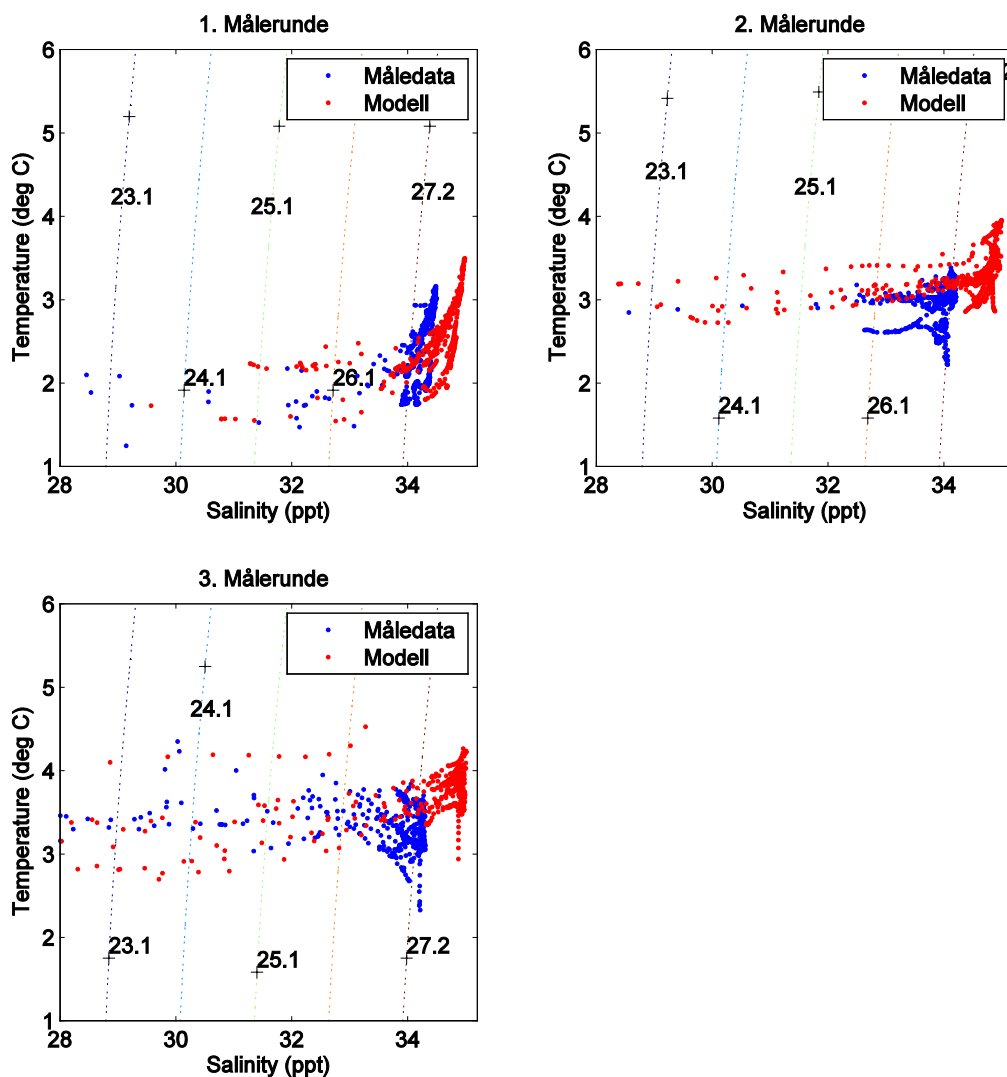 1. Målerunde
6
5
4
3
2
1
Temperature (deg C)
Måledata
Modell
23.1
25.1
27.2
24.1
26.1
28 30 32 34
Salinity (ppt)
2. Målerunde
6
5
4
3
2
1
Temperature (deg C)
Måledata
Modell
23.1
25.1
24.1
26.1
28 30 32 34
Salinity (ppt)
3. Målerunde
6
5
4
3
2
1
Temperature (deg C)
Måledata
Modell
24.1
23.1
25.1
27.2
28 30 32 34
Salinity (ppt)